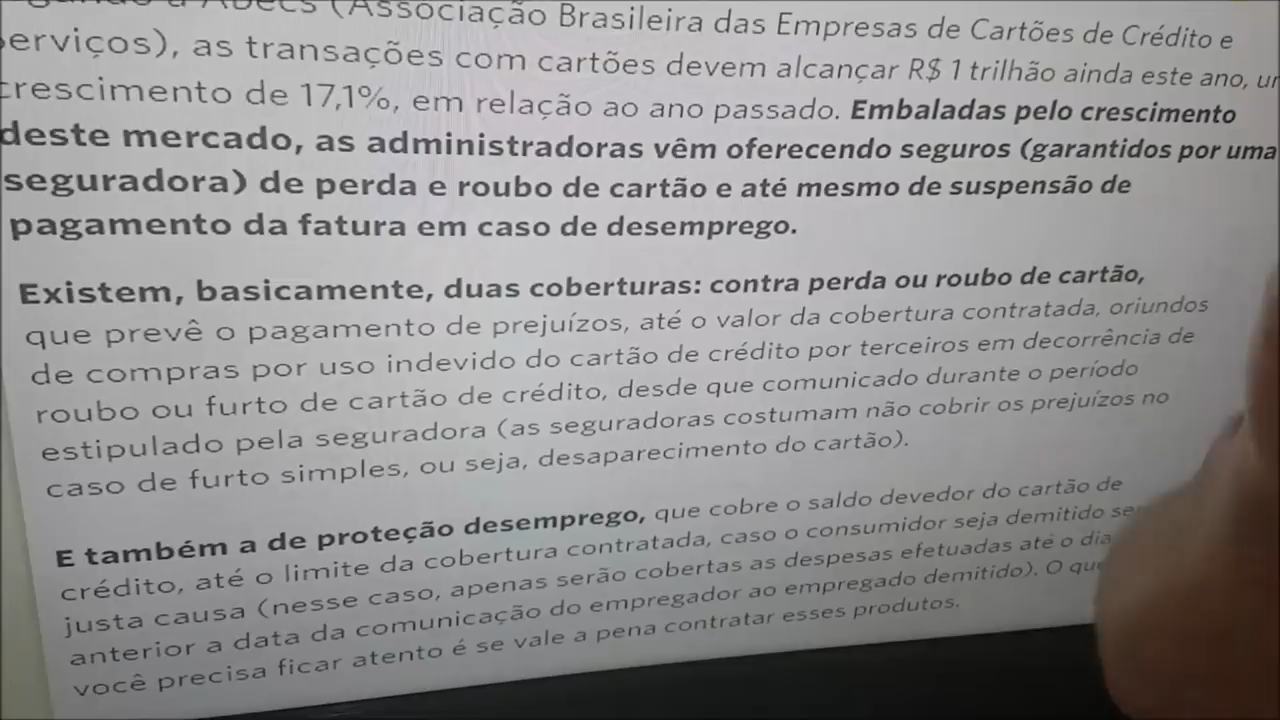 a Abecs (Associação Brasileira das Empresas de Cartões de Crédito e
erviços), as transações com cartões devem alcançar R$ 1 trilhão ainda este ano,
crescimento de 17,1%, em relação ao ano passado. Embaladas pelo crescimento
deste mercado, as administradoras vêm oferecendo seguros (garantidos por uma
seguradora) de perda e roubo de cartão e até mesmo de suspensão de
pagamento da fatura em caso de desemprego.
Existem, basicamente, duas coberturas: contra perda ou roubo de cartão,
que prevê o pagamento de prejuízos, até o valor da cobertura contratada, oriundos
de compras por uso indevido do cartão de crédito por terceiros em decorrência de
roubo ou furto de cartão de crédito, desde que comunicado durante o período
estipulado pela seguradora (as seguradoras costumam não cobrir os prejuízos no
caso de furto simples, ou seja, desaparecimento do cartão).
E também a de proteção desemprego, que cobre o saldo devedor do cartão de
crédito, até o limite da cobertura contratada, caso o consumidor seja demitido se
justa causa (nesse caso, apenas serão cobertas as despesas efetuadas até o dia
anterior a data da comunicação do empregador ao empregado demitido). O que
você precisa ficar atento é se vale a pena contratar esses produtos.